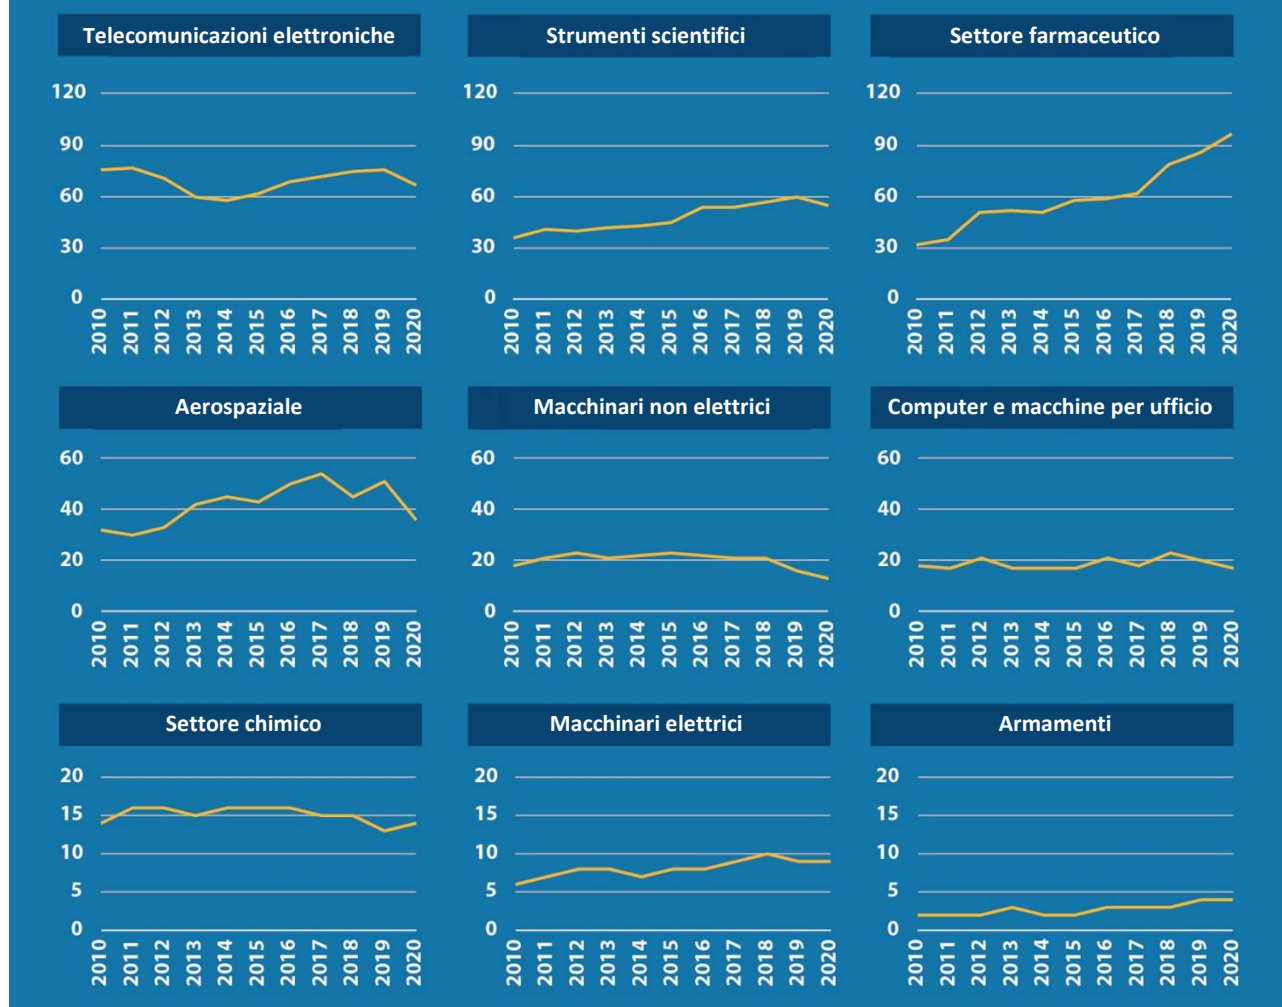 Telecomunicazioni elettroniche
120
90
60
30
0
2010 2011 2012 2013 2014 2015 2016 2017 2018 2019 2020
Strumenti scientifici
120
90
60
30
0
2010 2011 2012 2013 2014 2015 2016 2017 2018 2019 2020
Settore farmaceutico
120
90
60
30
0
2010 2011 2012 2013 2014 2015 2016 2017 2018 2019 2020
Aerospaziale
60
40
20
0
2010 2011 2012 2013 2014 2015 2016 2017 2018 2019 2020
Macchinari non elettrici
60
40
20
0
2010 2011 2012 2013 2014 2015 2016 2017 2018 2019 2020
Computer e macchine per ufficio
60
40
20
0
2010 2011 2012 2013 2014 2015 2016 2017 2018 2019 2020
Settore chimico
20
15
10
5
0
2010 2011 2012 2013 2014 2015 2016 2017 2018 2019 2020
Macchinari elettrici
20
15
10
5
0
2010 2011 2012 2013 2014 2015 2016 2017 2018 2019 2020
Armamenti
20
15
10
5
0
2010 2011 2012 2013 2014 2015 2016 2017 2018 2019 2020